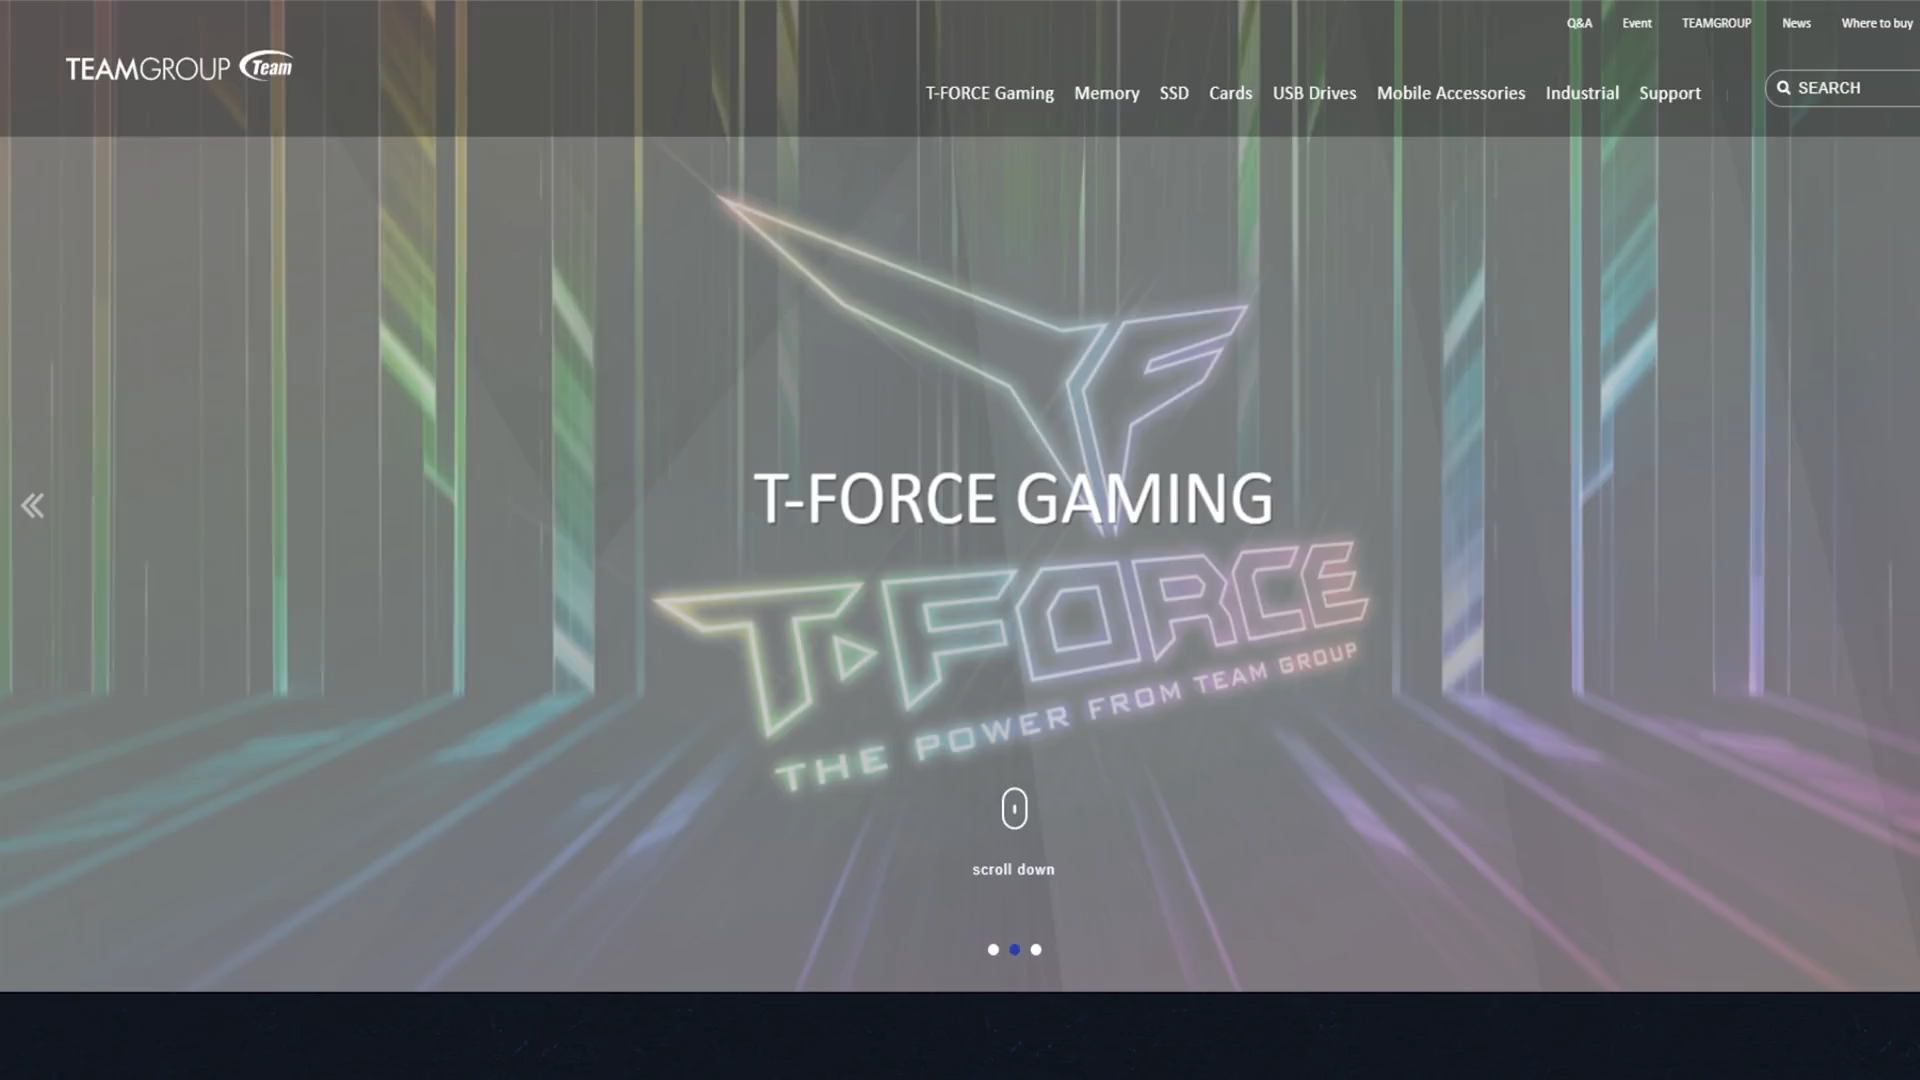 Q&A Event TEAMGROUP News Where to buy
TEAMGROUP Team
T-FORCE Gaming Memory SSD Cards USB Drives Mobile Accessories Industrial Support SEARCH
T-FORCE GAMING
T-FORCE
THE POWER FROM TEAM GROUP
scroll down